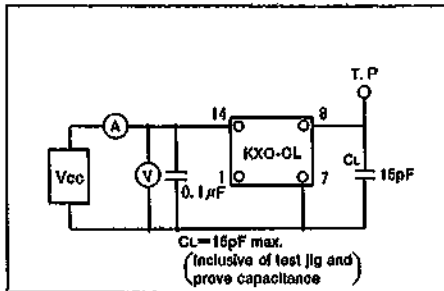 T. P
14
8
A
KXO-CL
CL
Vcc
V
1
7
15pF
0.1μF
CL=15pF max.
(Inclusive of test jig and
prove capacitance)